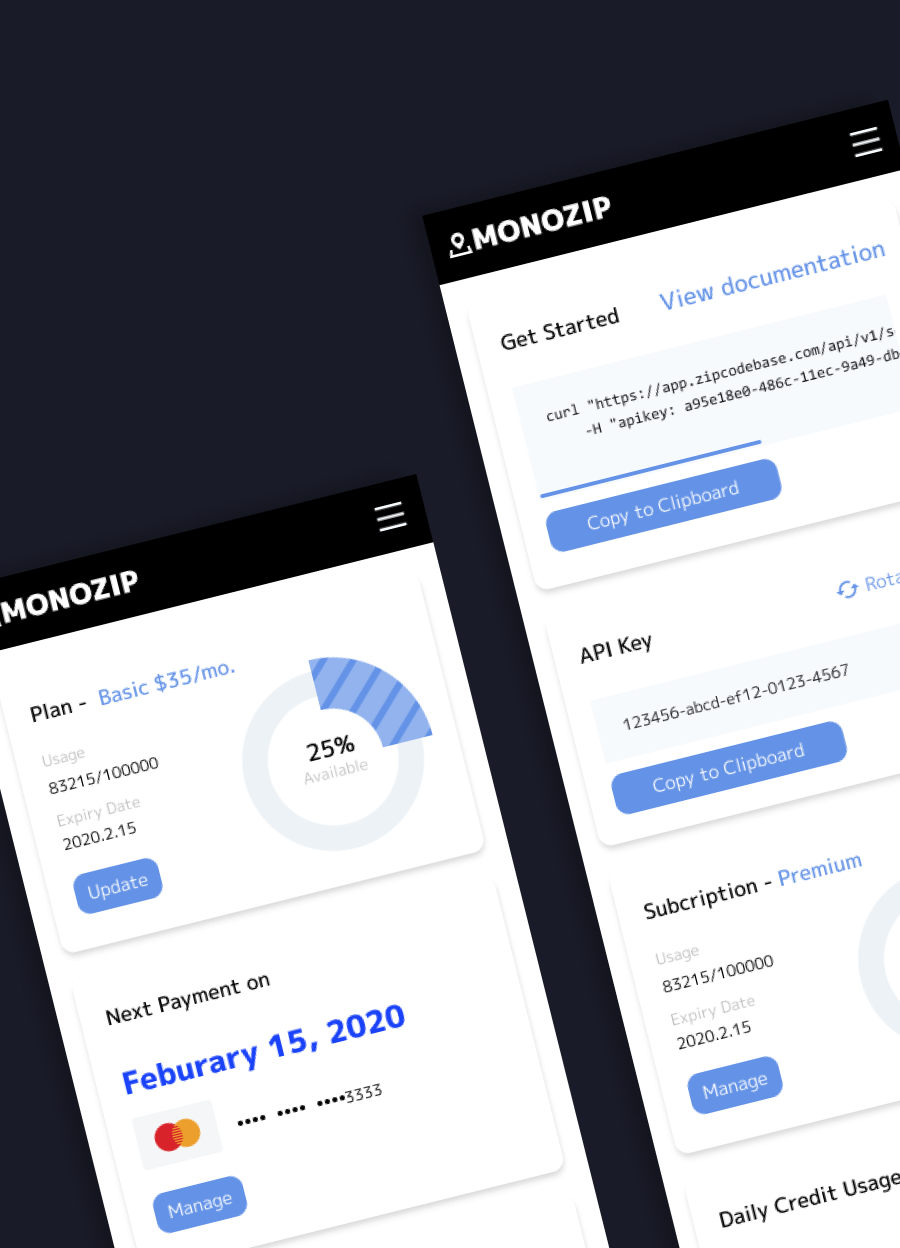 MONOZIP
Get Started
View documentation
curl "https://app.zipcodebase.com/api/v1/s
-H "apikey: a95e18e0-486c-11ec-9a49-db
Copy to Clipboard
Rota
API Key
123456-abcd-ef12-0123-4567
Copy to Clipboard
Subcription - Premium
Usage
83215/100000
Expiry Date
2020.2.15
Manage
Daily Credit Usage
MONOZIP
Plan - Basic $35/mo.
Usage
83215/100000
Expiry Date
2020.2.15
Update
25%
Available
Next Payment on
Feburary 15, 2020
•••• •••• ••••3333
Manage